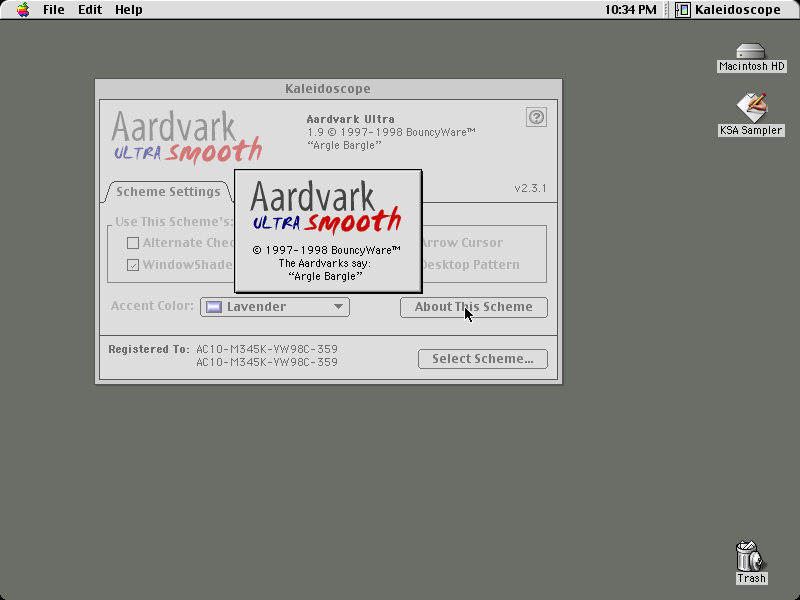 File Edit Help
10:34 PM
Kaleidoscope
Macintosh HD
KSA Sampler
Kaleidoscope
Aardvark
ULTRA smooth
Aardvark Ultra
1.9 © 1997-1998 BouncyWare™
“Argle Bargle”
Scheme Settings
v2.3.1
Use This Scheme's:
Alternate Chec
Arrow Cursor
WindowShade
Desktop Pattern
Aardvark
ULTRA smooth
© 1997-1998 BouncyWare™
The Aardvarks say:
“Argle Bargle”
Accent Color:
Lavender
About This Scheme
Registered To: AC10-M345K-VW98C-359
AC10-M345K-VW98C-359
Select Scheme...
Trash